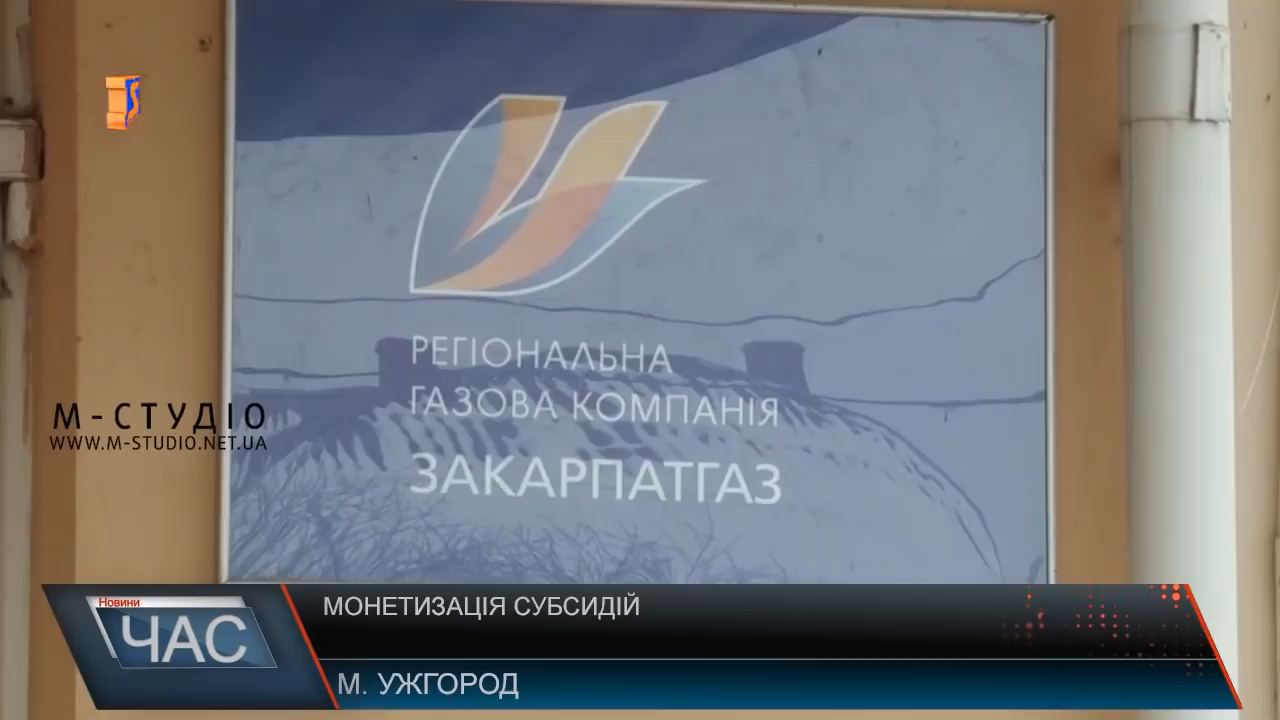 РЕГІОНАЛЬНА
ГАЗОВА КОМПАНІЯ
ЗАКАРПАТГАЗ
М-СТУДІО
WWW.M-STUDIO.NET.UA
Новини
ЧАС
МОНЕТИЗАЦІЯ СУБСИДІЙ
М. УЖГОРОД